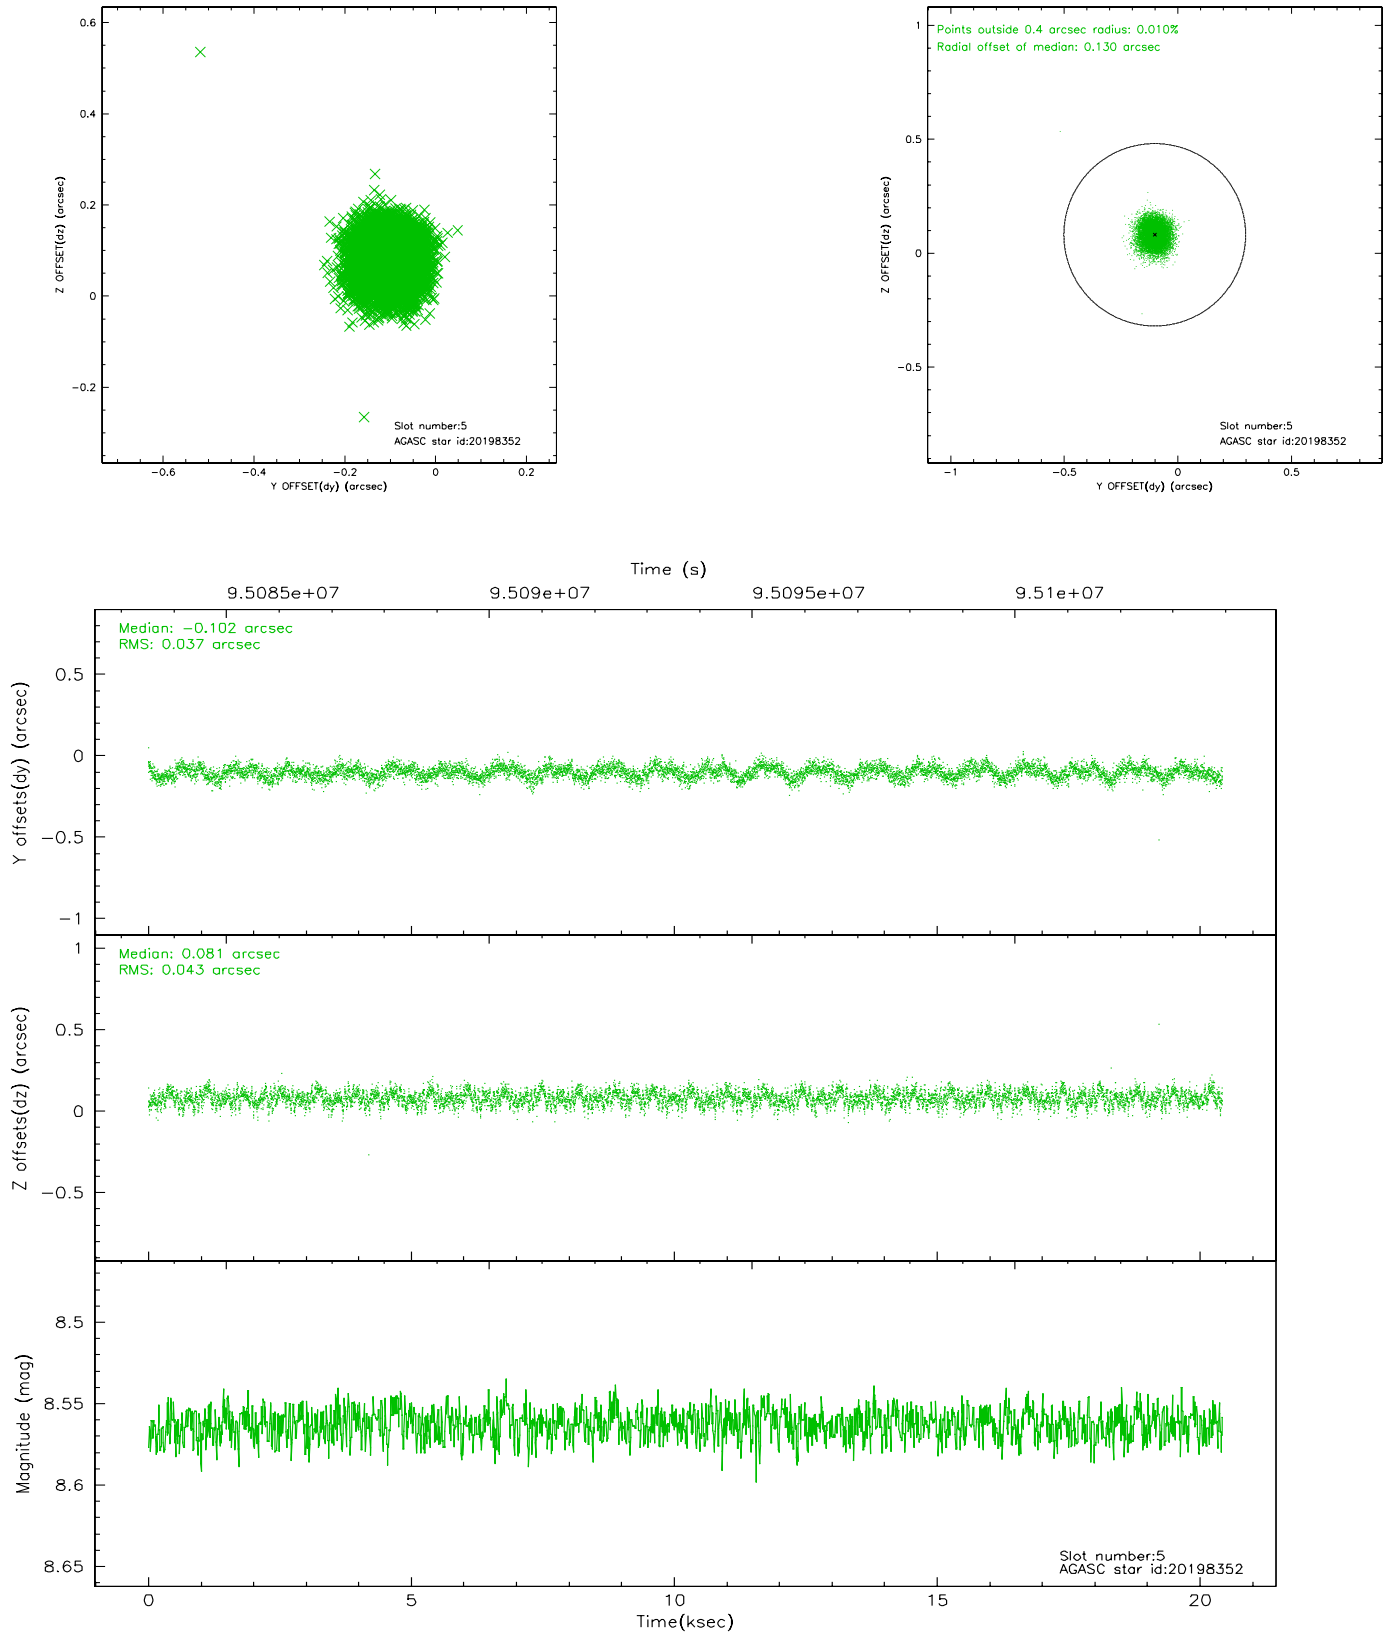 0.6
0.4
0.2
0
−0.2
Z OFFSET(dz) (arcsec)
Slot number:5
AGASC star id:20198352
−0.6 −0.4 −0.2 0 0.2
Y OFFSET(dy) (arcsec)
Points outside 0.4 arcsec radius: 0.010%
Radial offset of median: 0.130 arcsec
1
0.5
0
−0.5
Z OFFSET(dz) (arcsec)
Slot number:5
AGASC star id:20198352
−1 −0.5 0 0.5
Y OFFSET(dy) (arcsec)
Time (s)
9.5085e+07 9.509e+07 9.5095e+07 9.51e+07
Median: −0.102 arcsec
RMS: 0.037 arcsec
0.5
0
−0.5
−1
Y offsets(dy) (arcsec)
Median: 0.081 arcsec
RMS: 0.043 arcsec
1
0.5
0
−0.5
Z offsets(dz) (arcsec)
8.5
8.55
8.6
8.65
Magnitude (mag)
Slot number:5
AGASC star id:20198352
0 5 10 15 20
Time(ksec)